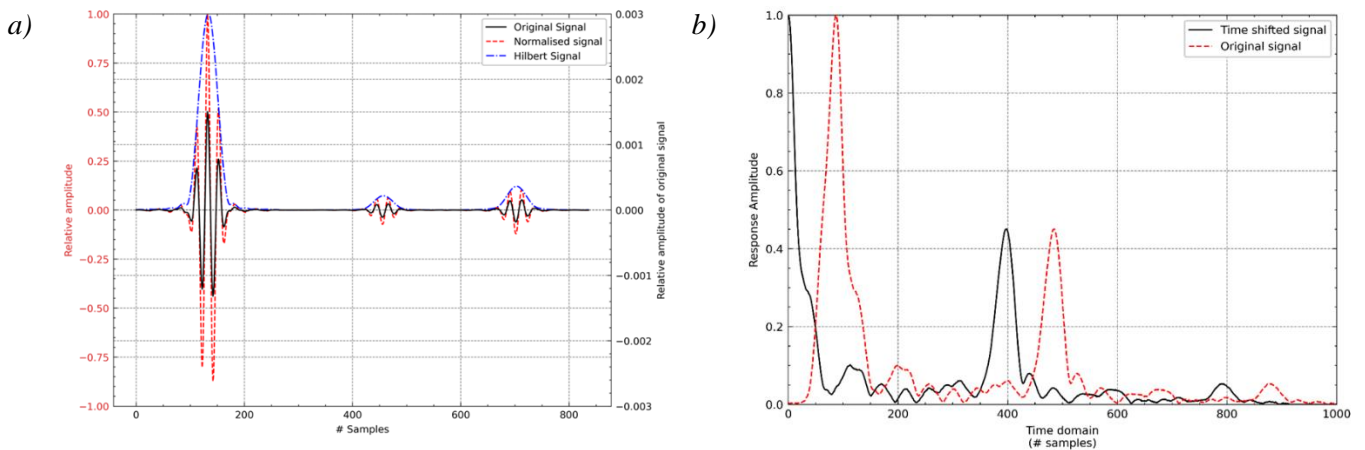 a)
Original Signal
Normalised signal
Hilbert Signal
Relative amplitude
1.00
0.75
0.50
0.25
0.00
−0.25
−0.50
−0.75
−1.00
0.003
0.002
0.001
0.000
−0.001
−0.002
−0.003
Relative amplitude of original signal
0
200
400
600
800
# Samples
b)
Time shifted signal
Original signal
Response Amplitude
1.0
0.8
0.6
0.4
0.2
0.0
0
200
400
600
800
1000
Time domain
(# samples)